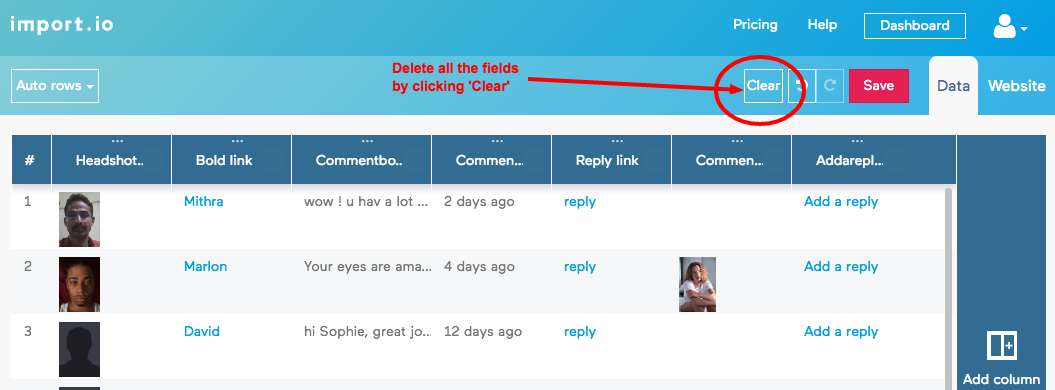 import.io
Pricing
Help
Dashboard
Auto rows
Delete all the fields
by clicking 'Clear'
Clear
Save
Data
Website
#
Headshot..
Bold link
Commentbo..
Commen...
Reply link
Commen...
Addarepl...
1
Mithra
wow ! u hav a lot ...
2 days ago
reply
Add a reply
2
Marlon
Your eyes are ama...
4 days ago
reply
Add a reply
3
David
hi Sophie, great jo...
12 days ago
reply
Add a reply
Add column